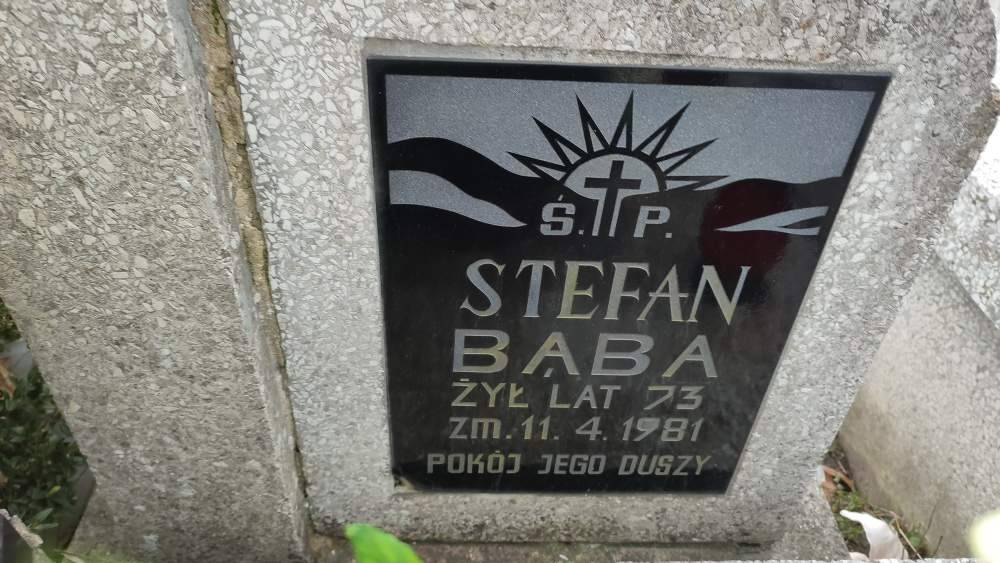 Ś. P.
STEFAN
BĄBA
ŻYŁ LAT 73
zm. 11. 4. 1981
POKÓJ JEGO DUSZY